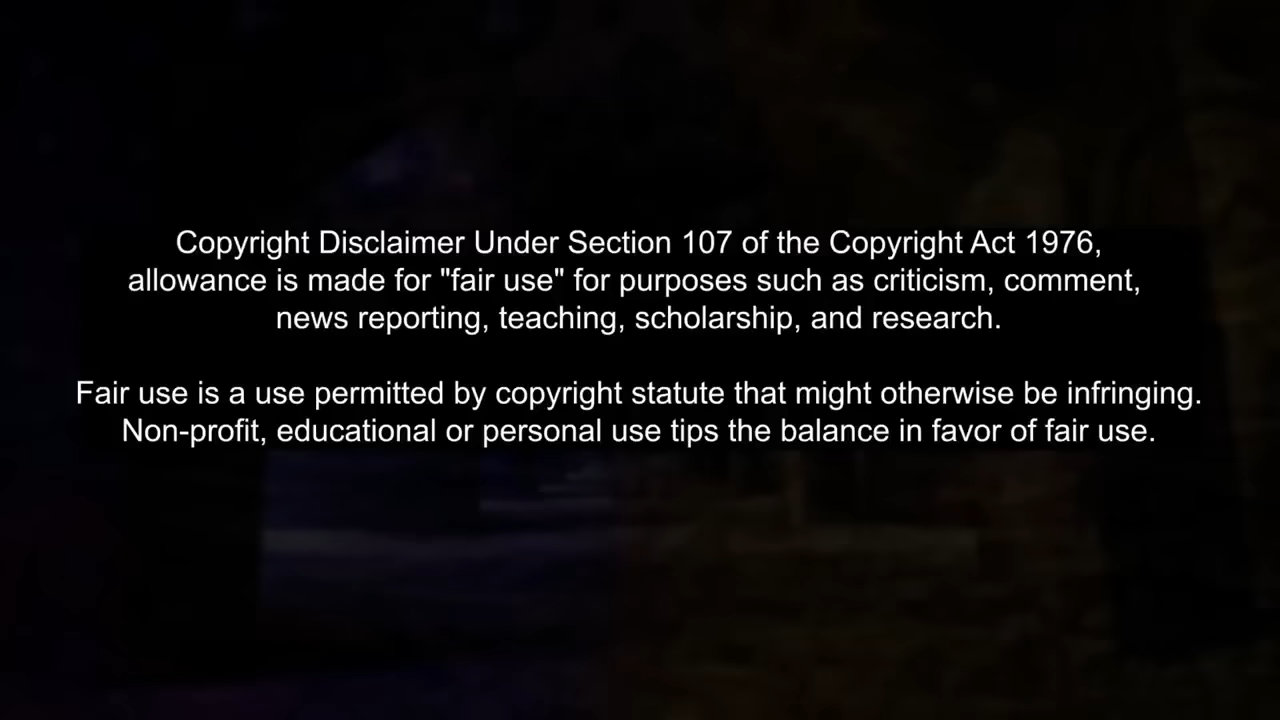 Copyright Disclaimer Under Section 107 of the Copyright Act 1976,
allowance is made for "fair use" for purposes such as criticism, comment,
news reporting, teaching, scholarship, and research.
Fair use is a use permitted by copyright statute that might otherwise be infringing.
Non-profit, educational or personal use tips the balance in favor of fair use.